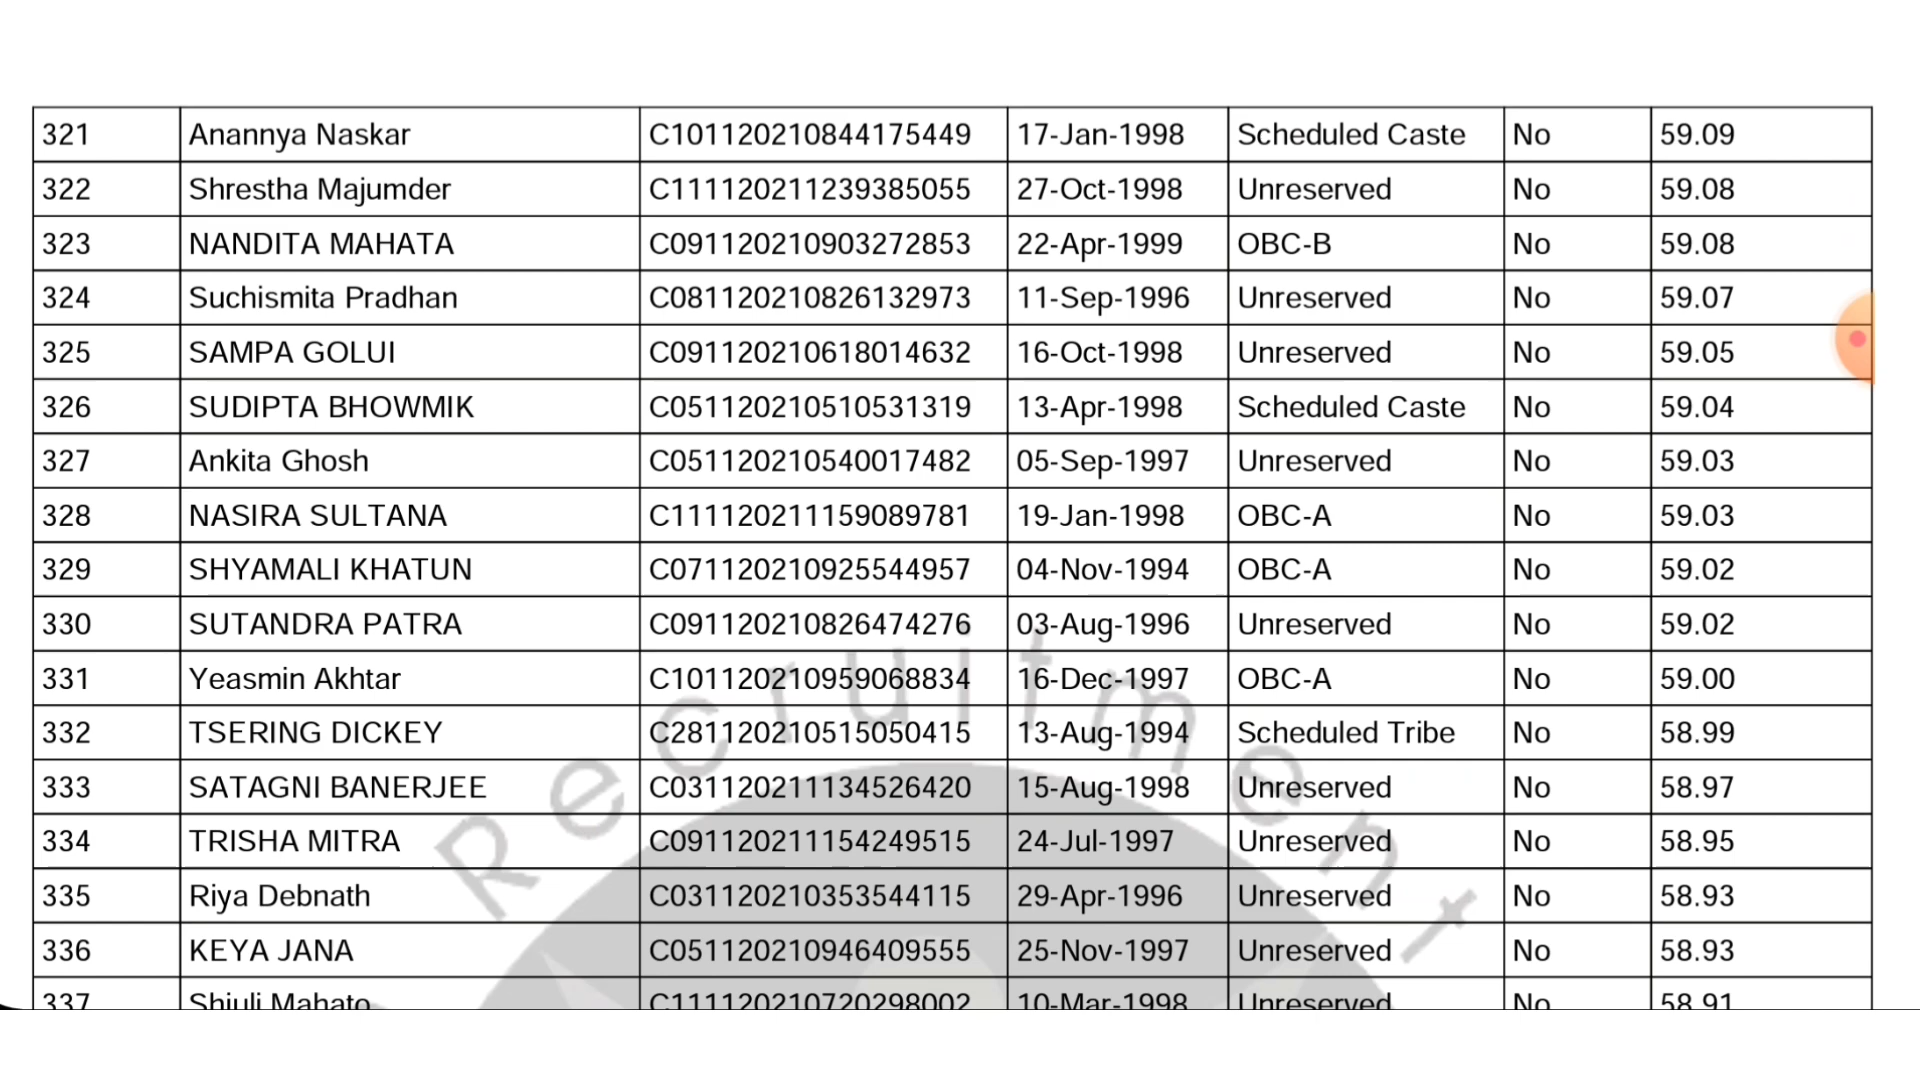 321 Anannya Naskar C101120210844175449 17-Jan-1998 Scheduled Caste No 59.09
322 Shrestha Majumder C111120211239385055 27-Oct-1998 Unreserved No 59.08
323 NANDITA MAHATA C091120210903272853 22-Apr-1999 OBC-B No 59.08
324 Suchismita Pradhan C081120210826132973 11-Sep-1996 Unreserved No 59.07
325 SAMPA GOLUI C091120210618014632 16-Oct-1998 Unreserved No 59.05
326 SUDIPTA BHOWMIK C051120210510531319 13-Apr-1998 Scheduled Caste No 59.04
327 Ankita Ghosh C051120210540017482 05-Sep-1997 Unreserved No 59.03
328 NASIRA SULTANA C111120211159089781 19-Jan-1998 OBC-A No 59.03
329 SHYAMALI KHATUN C071120210925544957 04-Nov-1994 OBC-A No 59.02
330 SUTANDRA PATRA C091120210826474276 03-Aug-1996 Unreserved No 59.02
331 Yeasmin Akhtar C101120210959068834 16-Dec-1997 OBC-A No 59.00
332 TSERING DICKEY C281120210515050415 13-Aug-1994 Scheduled Tribe No 58.99
333 SATAGNI BANERJEE C031120211134526420 15-Aug-1998 Unreserved No 58.97
334 TRISHA MITRA C091120211154249515 24-Jul-1997 Unreserved No 58.95
335 Riya Debnath C031120210353544115 29-Apr-1996 Unreserved No 58.93
336 KEYA JANA C051120210946409555 25-Nov-1997 Unreserved No 58.93
337 Shiuli Mahato C111120210720298002 10-Mar-1998 Unreserved No 58.91
Recruitment